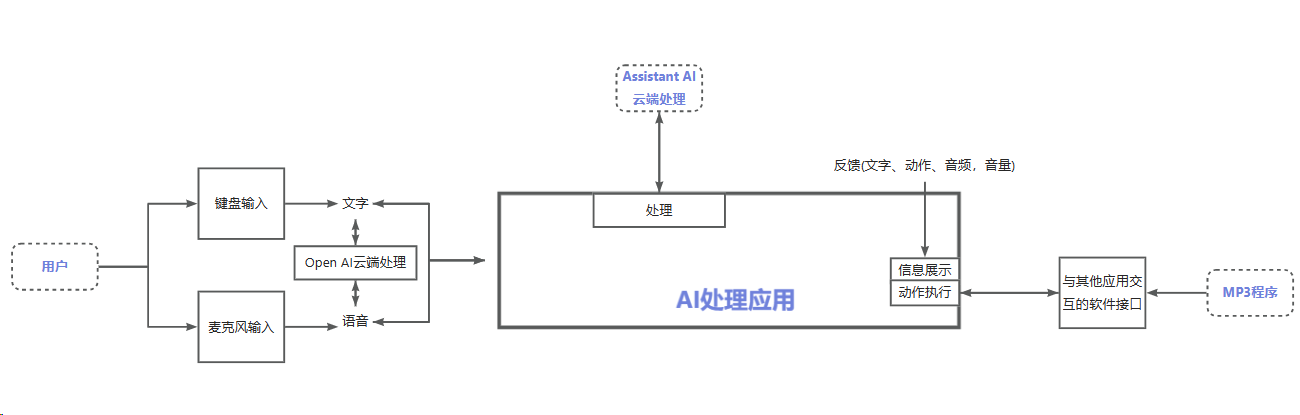 Assistant AI
云端处理
反馈(文字、动作、音频，音量)
键盘输入
文字
处理
用户
Open AI云端处理
信息展示
动作执行
AI处理应用
与其他应用交
互的软件接口
MP3程序
麦克风输入
语音